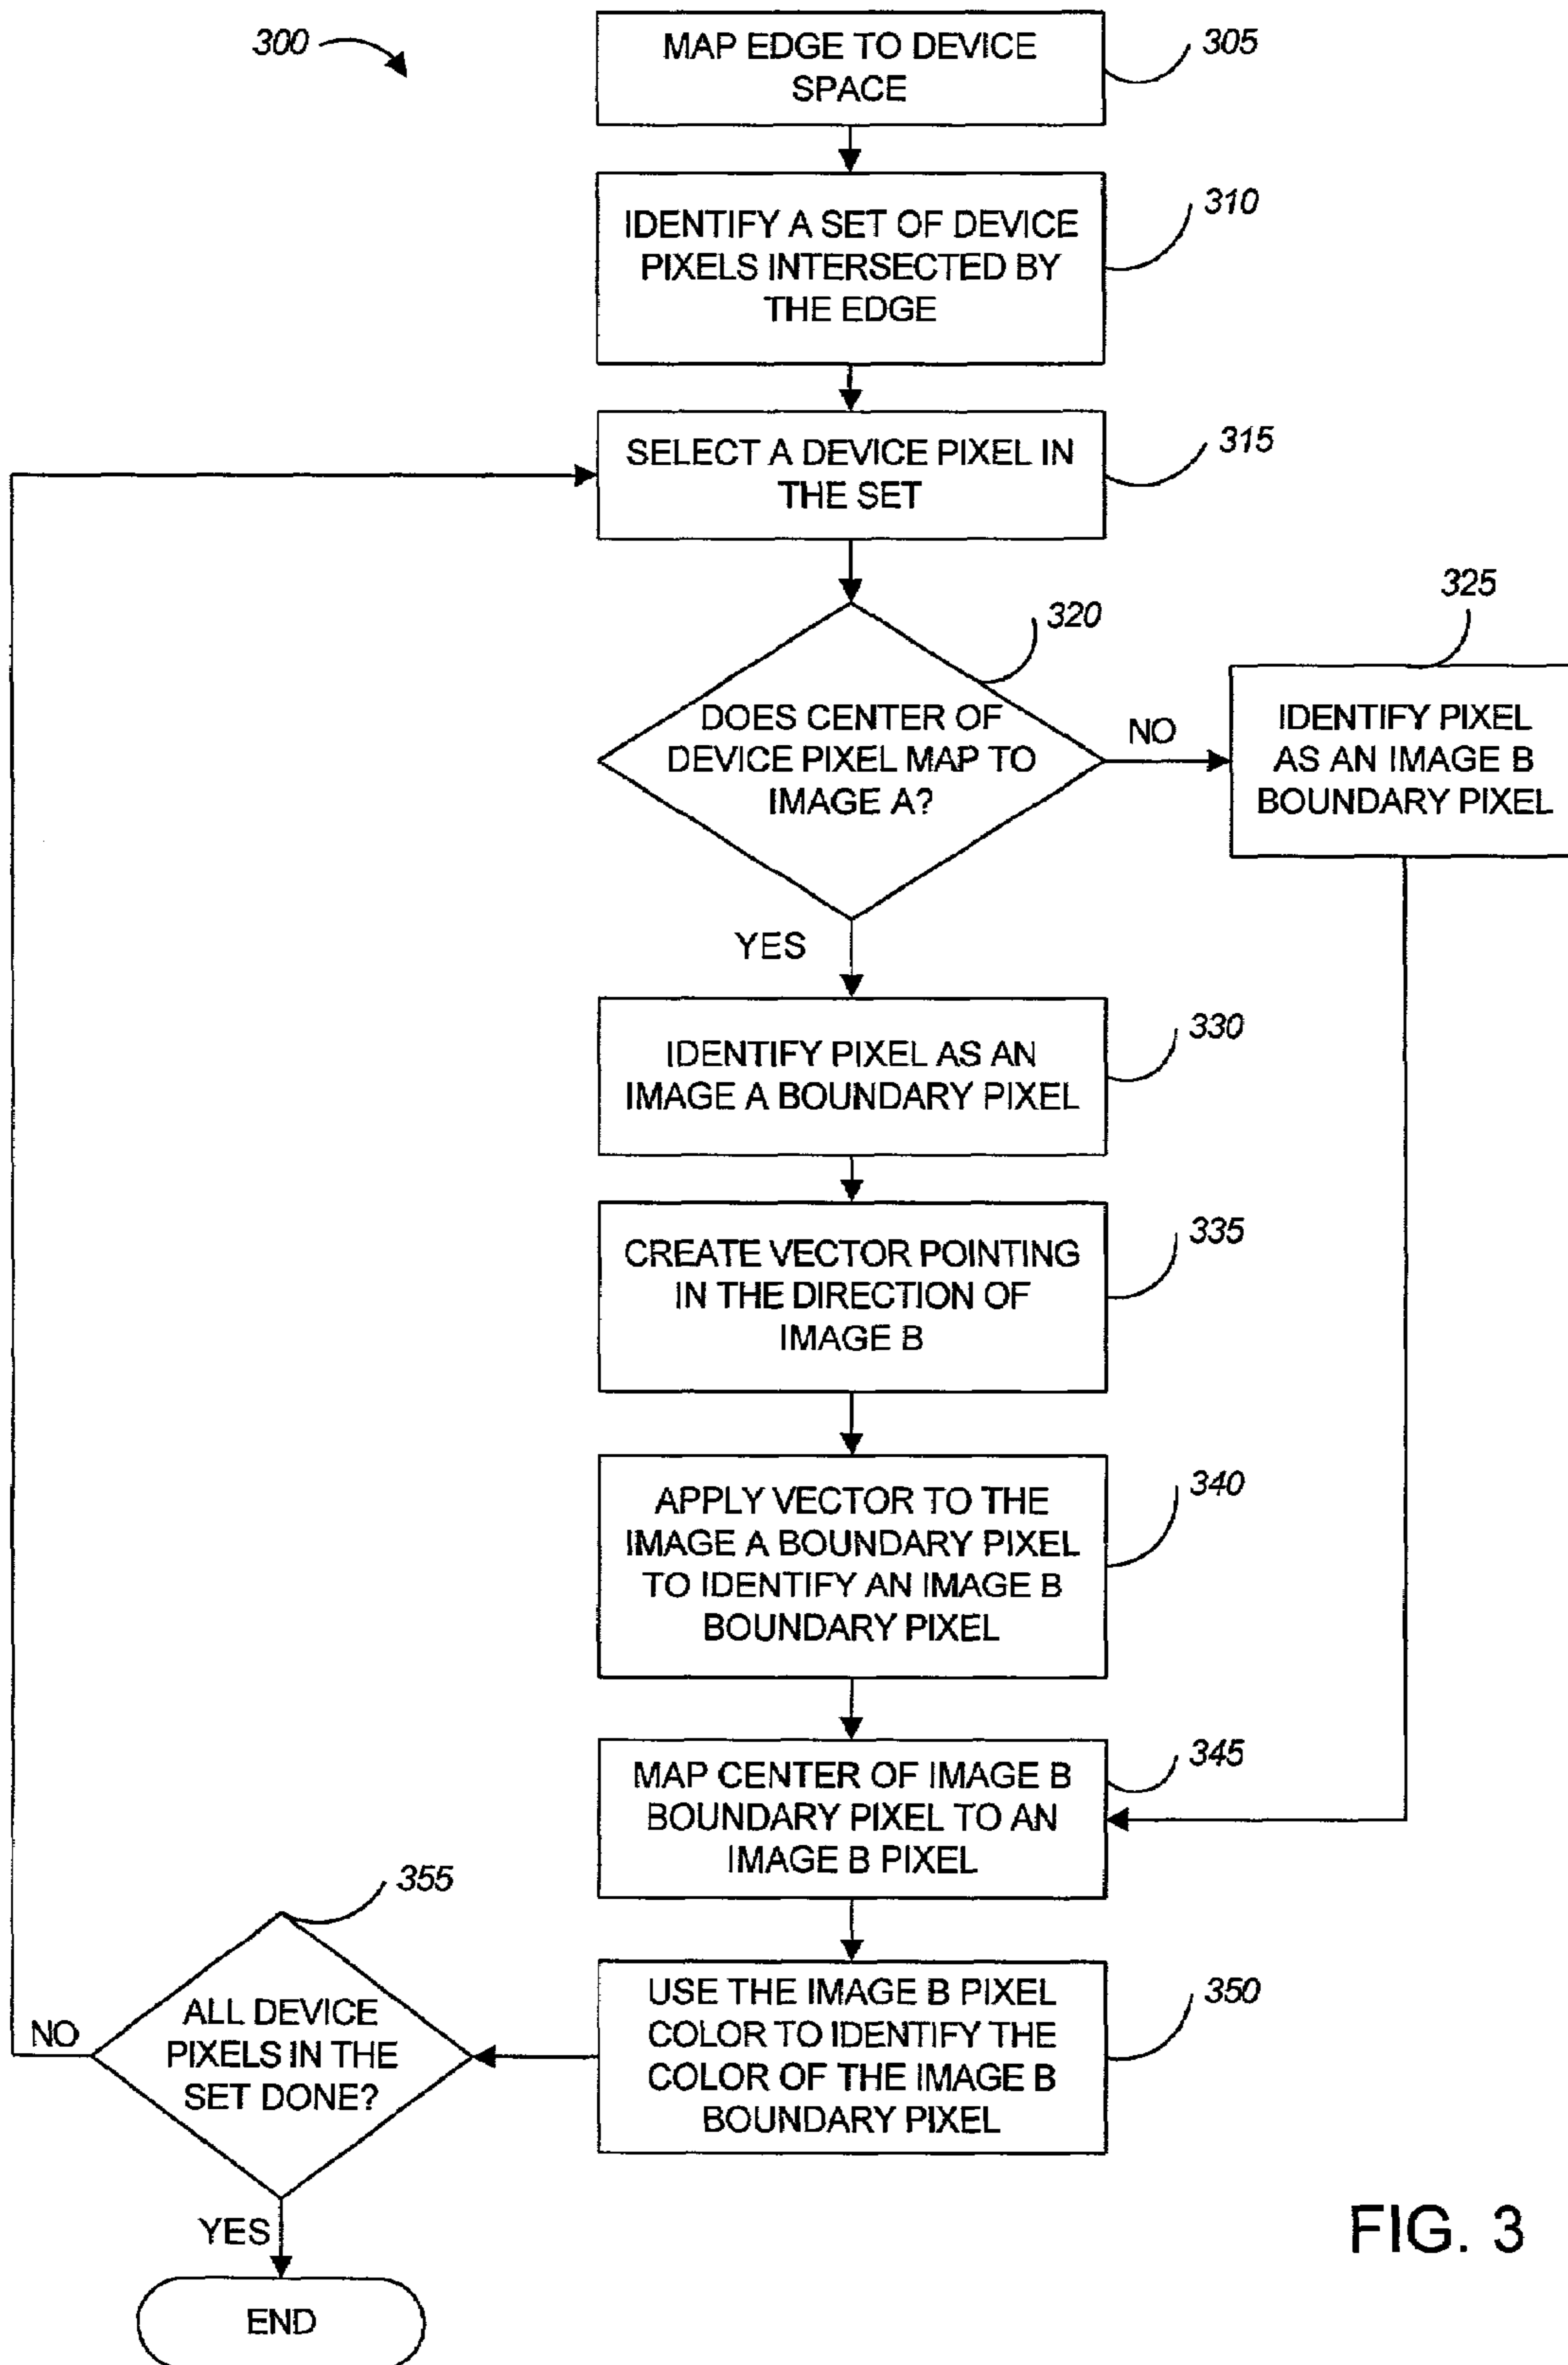 300
MAP EDGE TO DEVICE
SPACE
305
IDENTIFY A SET OF DEVICE
PIXELS INTERSECTED BY
THE EDGE
310
SELECT A DEVICE PIXEL IN
THE SET
315
320
DOES CENTER OF
DEVICE PIXEL MAP TO
IMAGE A?
NO
325
IDENTIFY PIXEL
AS AN IMAGE B
BOUNDARY PIXEL
YES
IDENTIFY PIXEL AS AN
IMAGE A BOUNDARY PIXEL
330
CREATE VECTOR POINTING
IN THE DIRECTION OF
IMAGE B
335
APPLY VECTOR TO THE
IMAGE A BOUNDARY PIXEL
TO IDENTIFY AN IMAGE B
BOUNDARY PIXEL
340
MAP CENTER OF IMAGE B
BOUNDARY PIXEL TO AN
IMAGE B PIXEL
345
USE THE IMAGE B PIXEL
COLOR TO IDENTIFY THE
COLOR OF THE IMAGE B
BOUNDARY PIXEL
350
355
ALL DEVICE
PIXELS IN THE
SET DONE?
NO
YES
END
FIG. 3